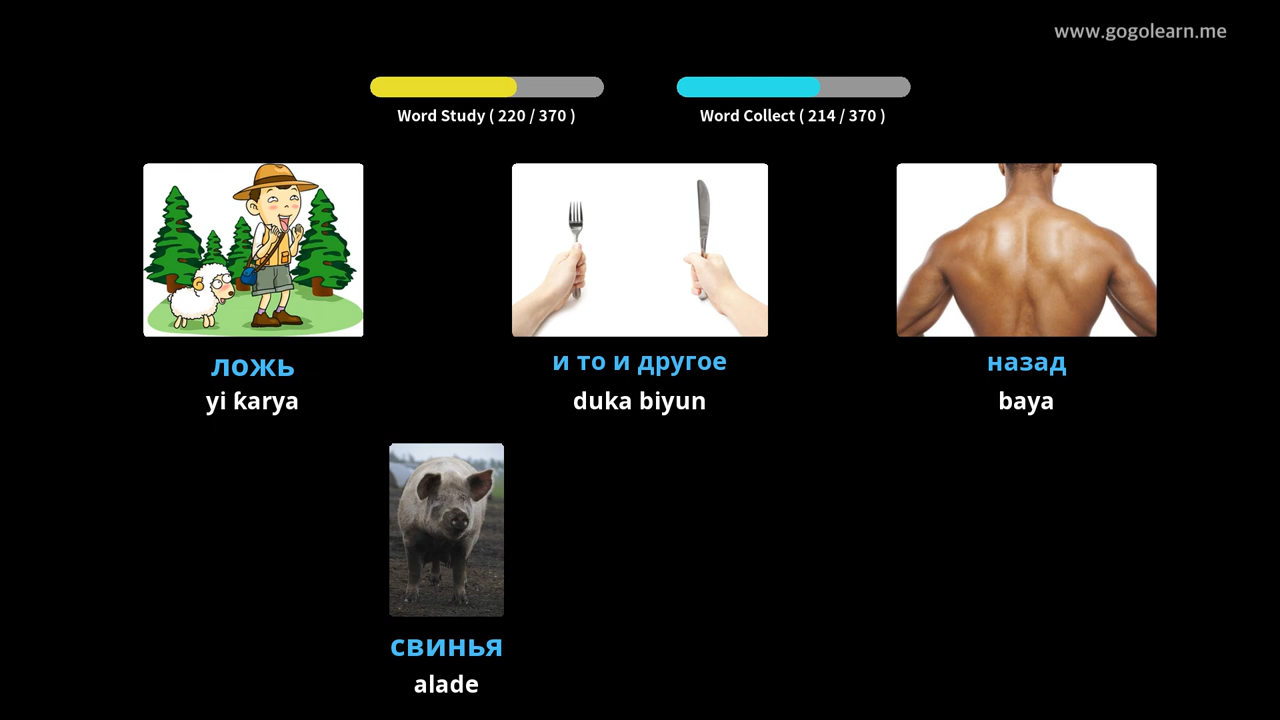 www.gogolearn.me
Word Study ( 220 / 370 )
Word Collect ( 214 / 370 )
ложь
yi ƙarya
и то и другое
duka biyun
назад
baya
свинья
alade